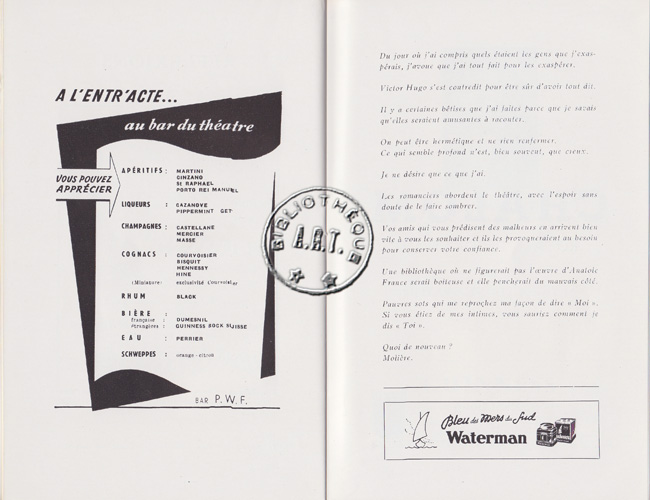 A L'ENTR'ACTE...
au bar du théatre
VOUS POUVEZ
APPRÉCIER
APÉRITIFS : MARTINI
CINZANO
St RAPHAEL
PORTO REI MANUEL
LIQUEURS : CAZANOVE
PIPPERMINT GET
CHAMPAGNES : CASTELLANE
MERCIER
MASSE
COGNACS : COURVOISIER
BISQUIT
HENNESSY
HINE
(Miniature: exclusivité Courvoisier
RHUM BLACK
BIÈRE :
française : DUMESNIL
étrangères : GUINNESS BOCK SUISSE
EAU : PERRIER
SCHWEPPES : orange-citron
BAR P.W.F.
BIBLIOTHÈQUE
A.R.T.
Du jour où j'ai compris quels étaient les gens que j'exas-
pérais, j'avoue que j'ai tout fait pour les exaspérer.
Victor Hugo s'est contredit pour être sûr d'avoir tout dit.
Il y a certaines bêtises que j'ai faites parce que je savais
qu'elles seraient amusantes à raconter.
On peut être hermétique et ne rien renfermer.
Ce qui semble profond n'est, bien souvent, que creux.
Je ne désire que ce que j'ai.
Les romanciers abordent le théâtre, avec l'espoir sans
doute de le faire sombrer.
Vos amis qui vous prédisent des malheurs en arrivent bien
vite à vous les souhaiter et ils les provoqueraient au besoin
pour conserver votre confiance.
Une bibliothèque où ne figurerait pas l'œuvre d'Anatole
France serait boiteuse et elle pencherait du mauvais côté.
Pauvres sots qui me reprochez ma façon de dire « Moi ».
Si vous étiez de mes intimes, vous sauriez comment je
dis « Toi ».
Quoi de nouveau ?
Molière.
Bleu des Mers du Sud
Waterman